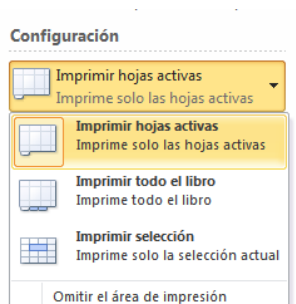 Configuración
Imprimir hojas activas
Imprime solo las hojas activas
Imprimir hojas activas
Imprime solo las hojas activas
Imprimir todo el libro
Imprime todo el libro
Imprimir selección
Imprime solo la selección actual
Omitir el área de impresión